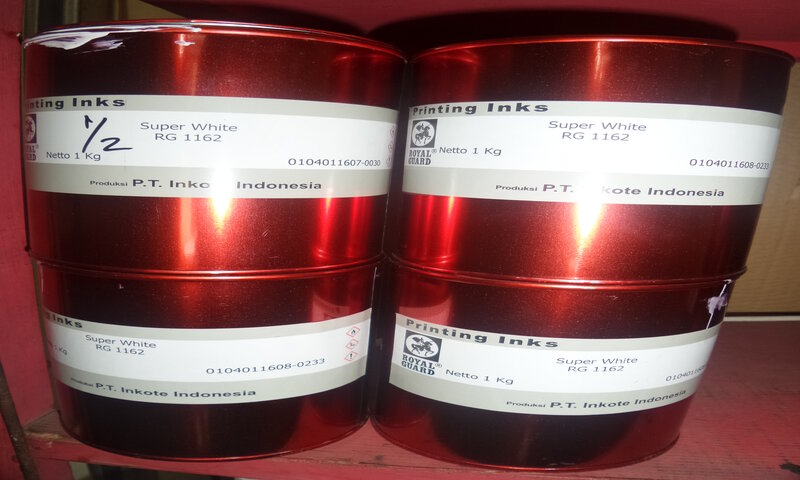 Printing Inks
1/2
Super White
RG 1162
Netto 1 Kg
0104011607-0030
Produksi P.T. Inkote Indonesia
Printing Inks
ROYAL GUARD ®
Super White
RG 1162
Netto 1 Kg
0104011608-0233
Produksi P.T. Inkote Indonesia
Inks
Super White
RG 1162
1 Kg
0104011608-0233
Produksi P.T. Inkote Indonesia
Printing Inks
ROYAL GUARD ®
Super White
RG 1162
Netto 1 Kg
Produksi P.T. Inkote Indonesia